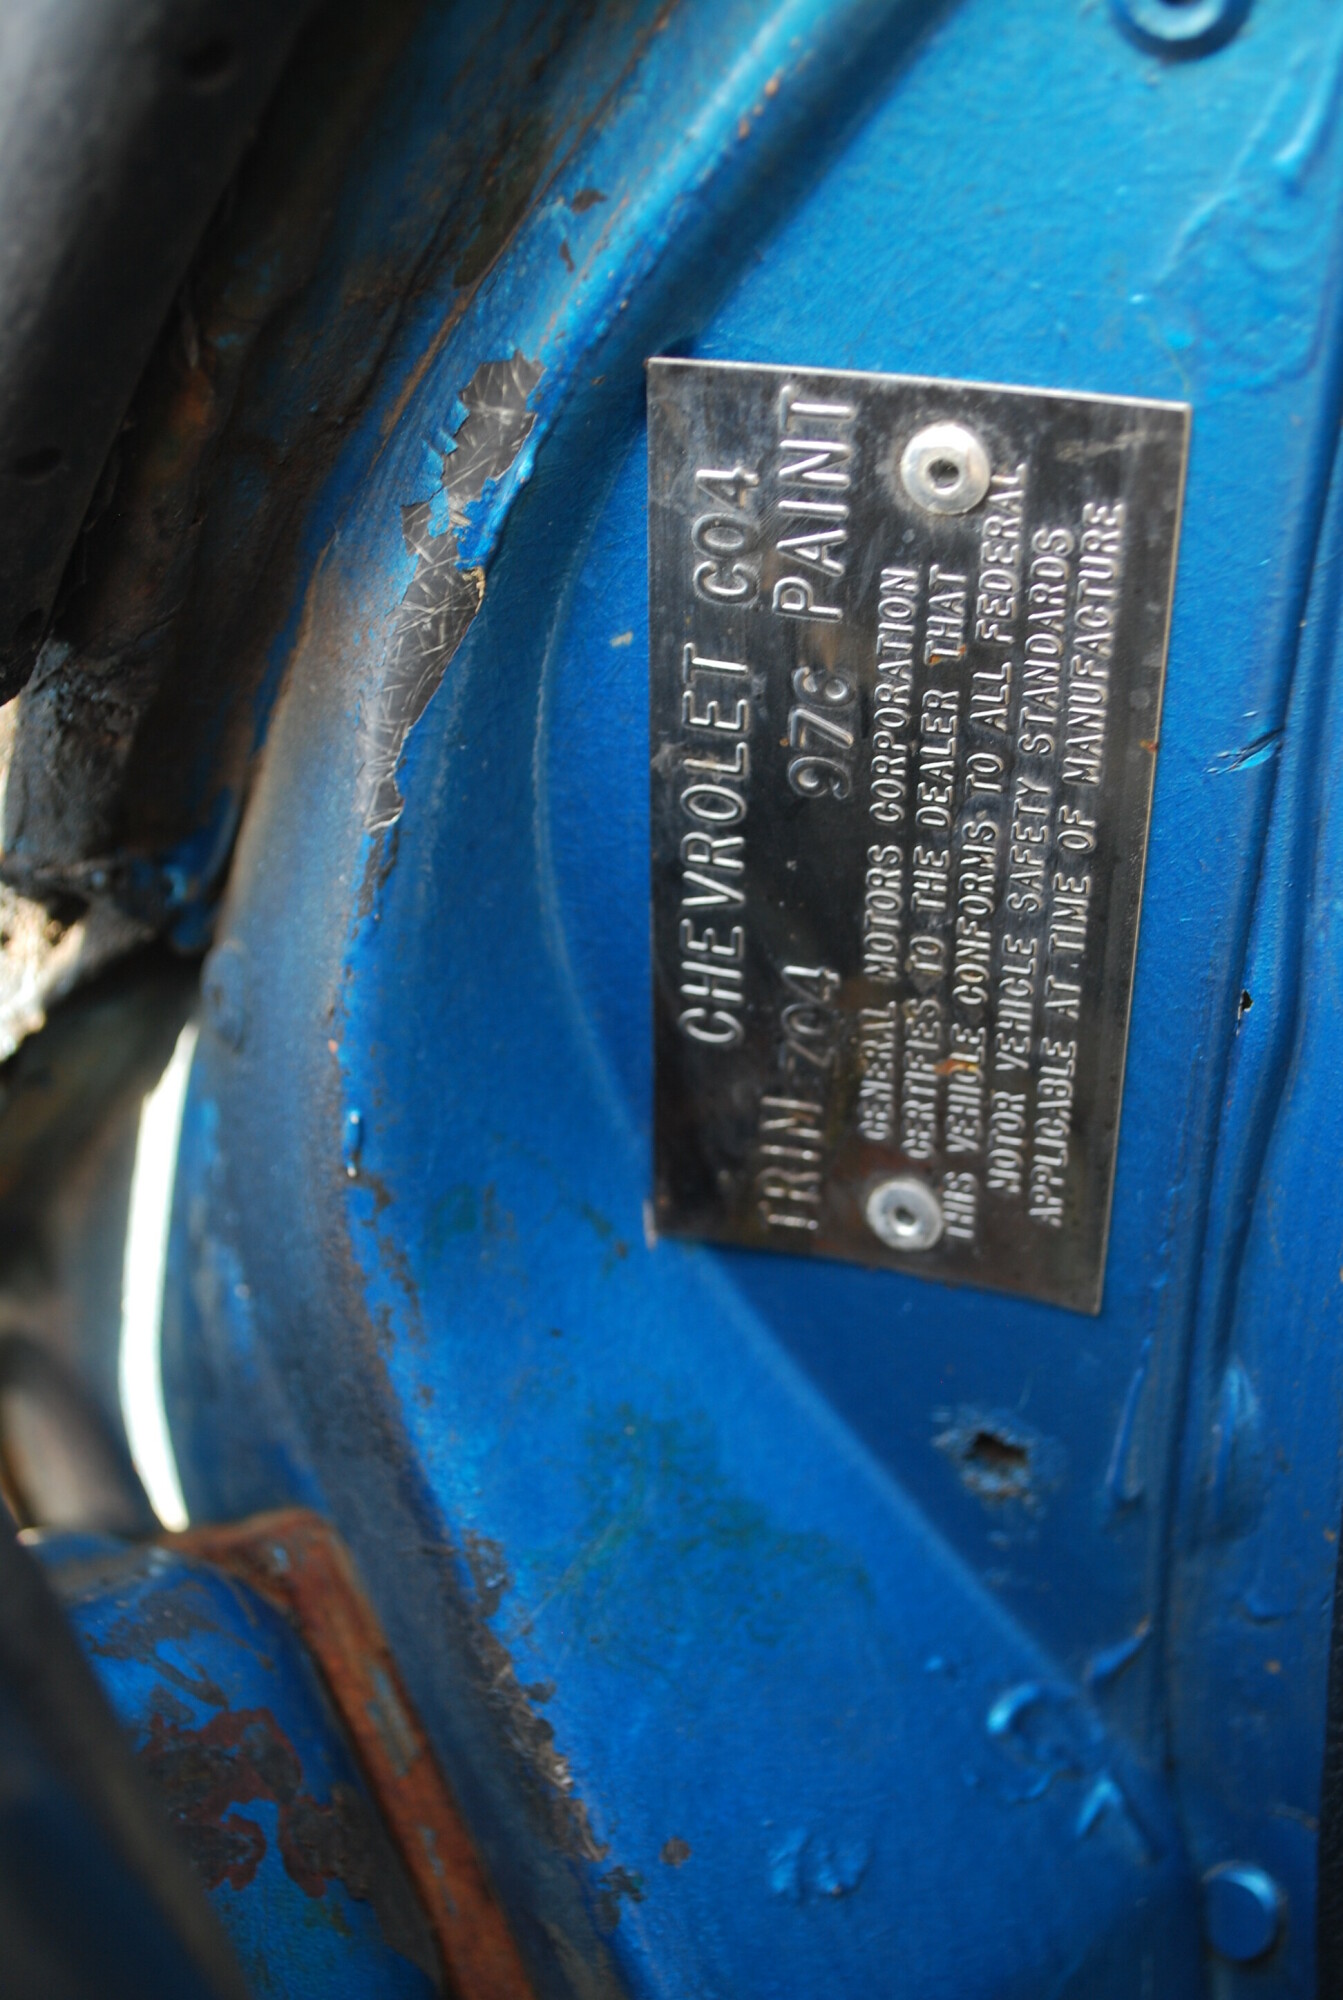 CHEVROLET C04
TRIM Z04 976 PAINT
GENERAL MOTORS CORPORATION
CERTIFIES TO THE DEALER THAT
THIS VEHICLE CONFORMS TO ALL FEDERAL
MOTOR VEHICLE SAFETY STANDARDS
APPLICABLE AT TIME OF MANUFACTURE